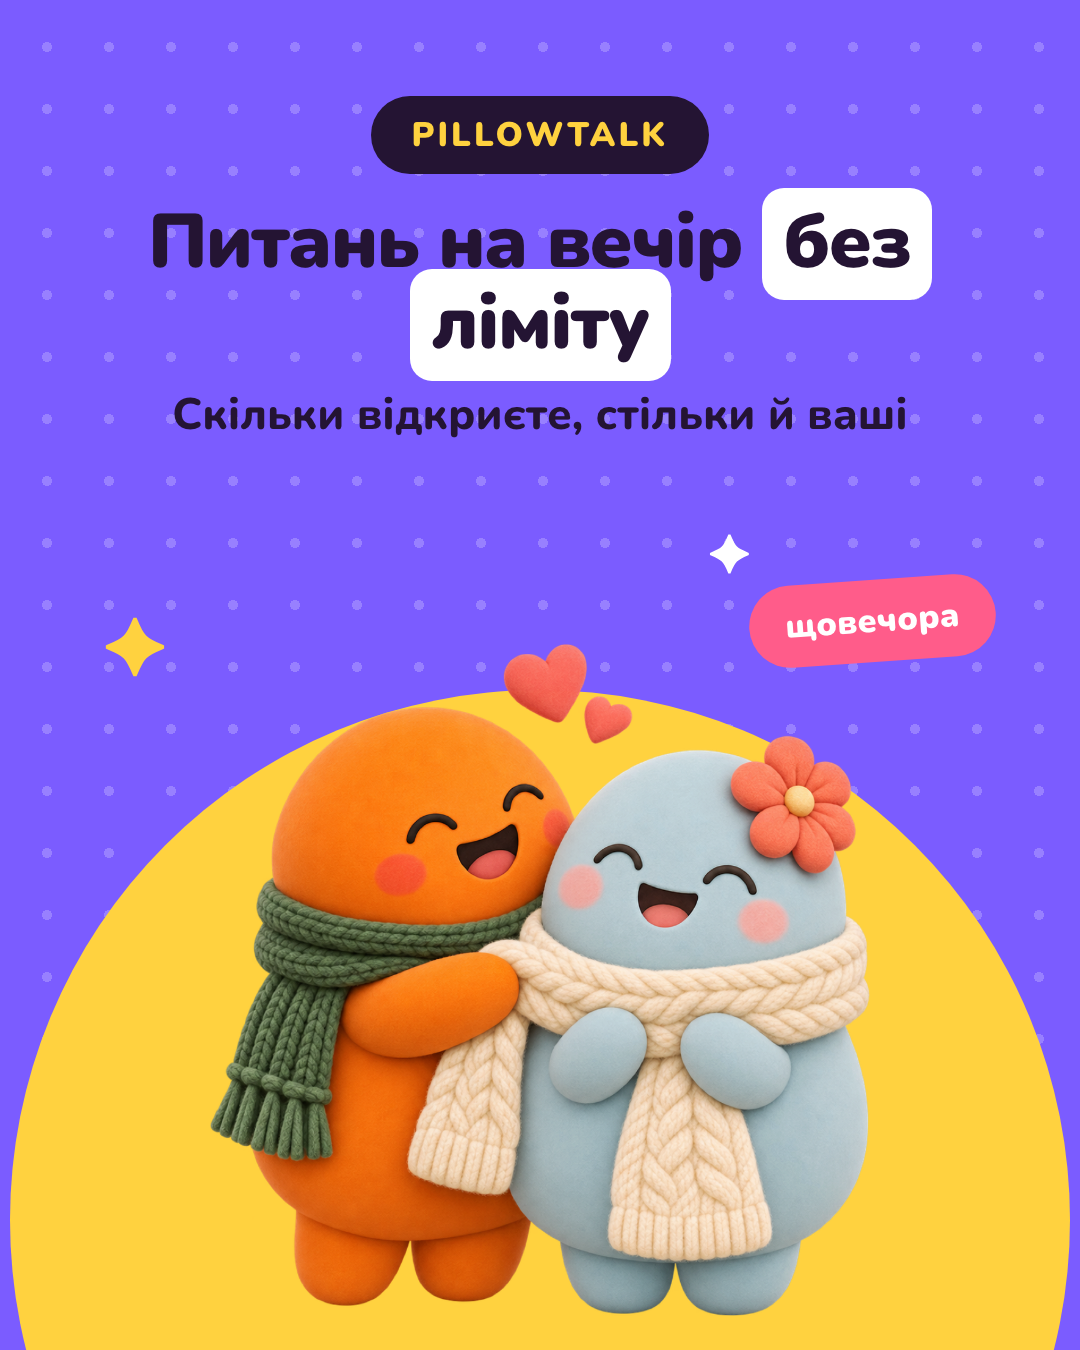 PILLOWTALK
Питань на вечір без
ліміту
Скільки відкриєте, стільки й ваші
щовечора